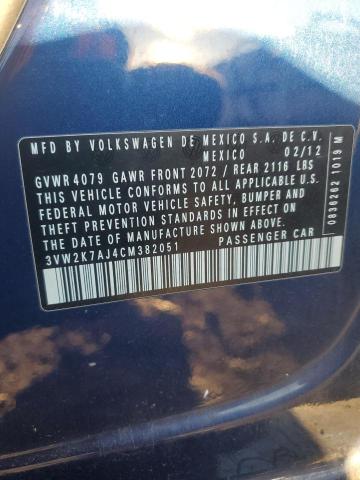 MFD BY VOLKSWAGEN DE MEXICO S.A. DE C.V.
MEXICO 02/12
GVWR 4079 GAWR FRONT 2072 / REAR 2116 LBS
THIS VEHICLE CONFORMS TO ALL APPLICABLE U.S.
FEDERAL MOTOR VEHICLE SAFETY, BUMPER AND
THEFT PREVENTION STANDARDS IN EFFECT ON THE
DATE OF MANUFACTURE SHOWN ABOVE.
3VW2K7AJ4CM382051 PASSENGER CAR